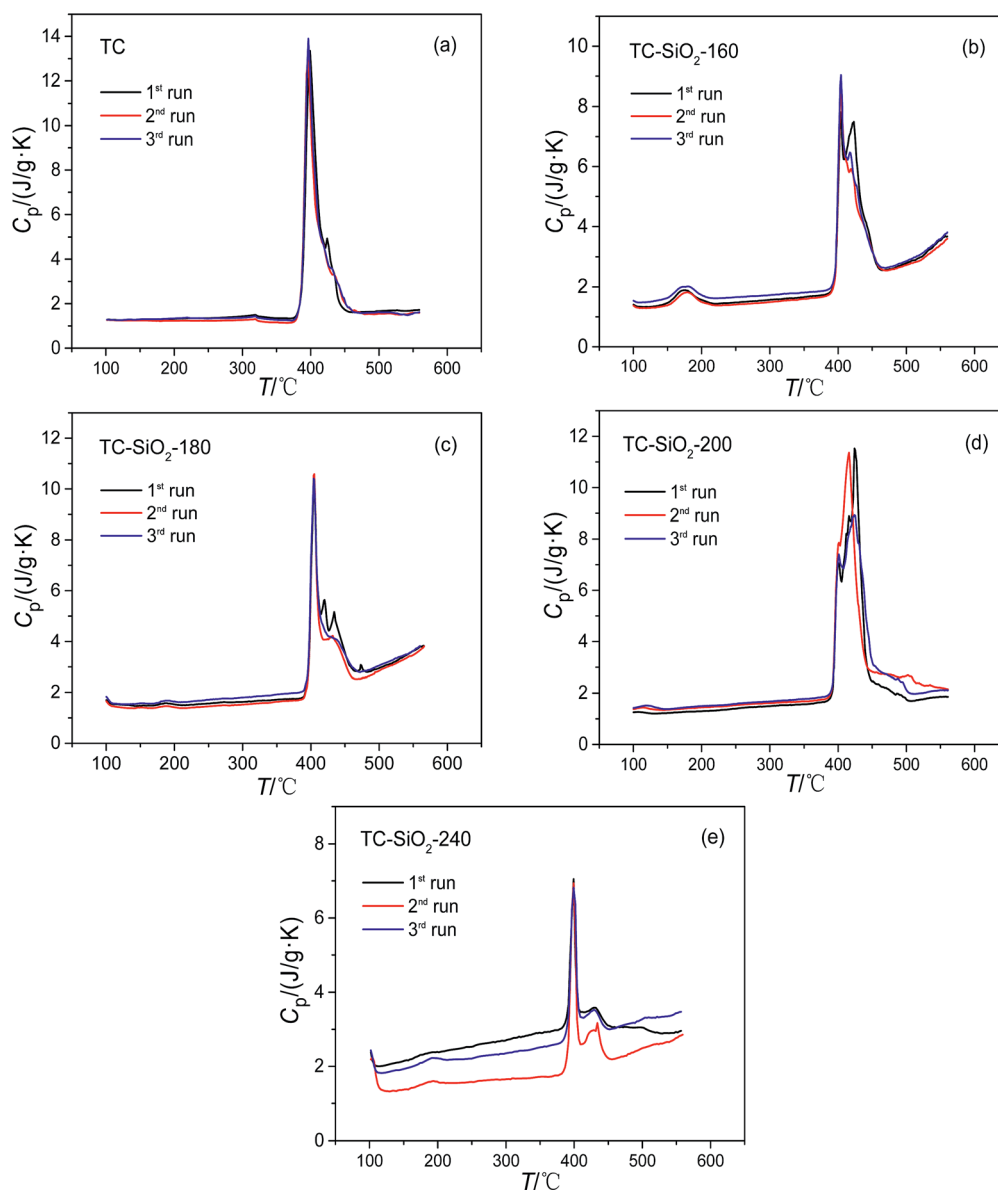 TC
(a)
1st run
2nd run
3rd run
14
12
10
8
6
4
2
0
100 200 300 400 500 600
Cp/(J/g·K)
T/℃
TC-SiO2-160
(b)
1st run
2nd run
3rd run
10
8
6
4
2
0
100 200 300 400 500 600
Cp/(J/g·K)
T/℃
TC-SiO2-180
(c)
1st run
2nd run
3rd run
12
10
8
6
4
2
0
100 200 300 400 500 600
Cp/(J/g·K)
T/℃
TC-SiO2-200
(d)
1st run
2nd run
3rd run
12
10
8
6
4
2
0
100 200 300 400 500 600
Cp/(J/g·K)
T/℃
TC-SiO2-240
(e)
1st run
2nd run
3rd run
8
6
4
2
0
100 200 300 400 500 600
Cp/(J/g·K)
T/℃